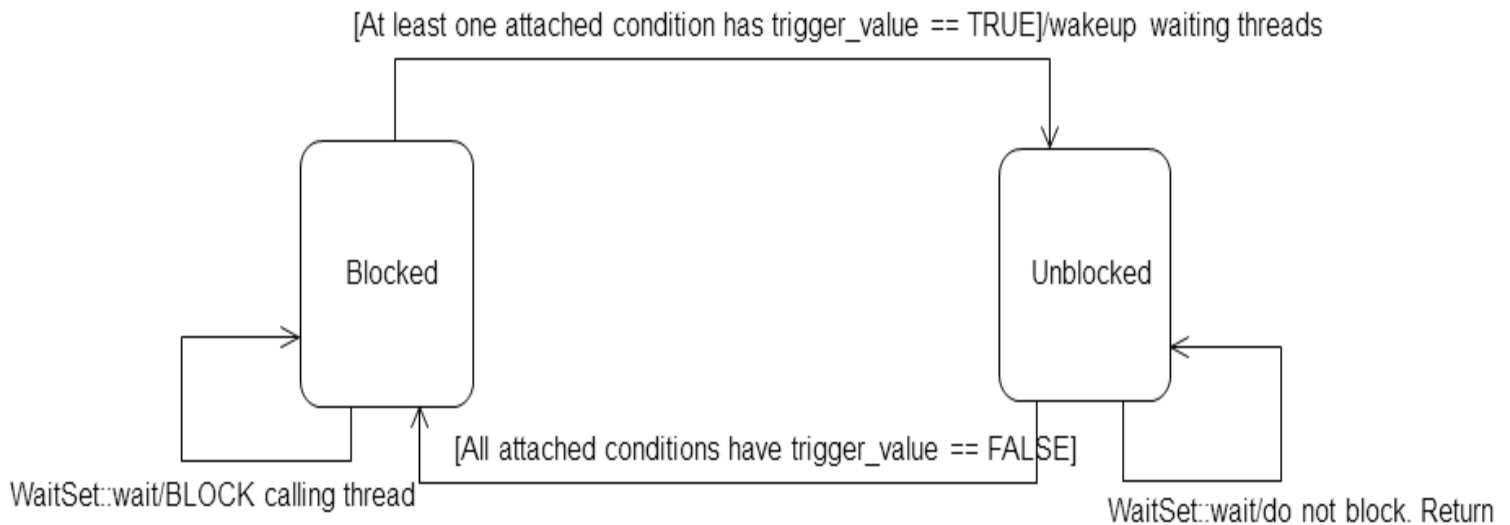 [At least one attached condition has trigger_value == TRUE]/wakeup waiting threads
Blocked
Unblocked
[All attached conditions have trigger_value == FALSE]
WaitSet::wait/BLOCK calling thread
WaitSet::wait/do not block. Return